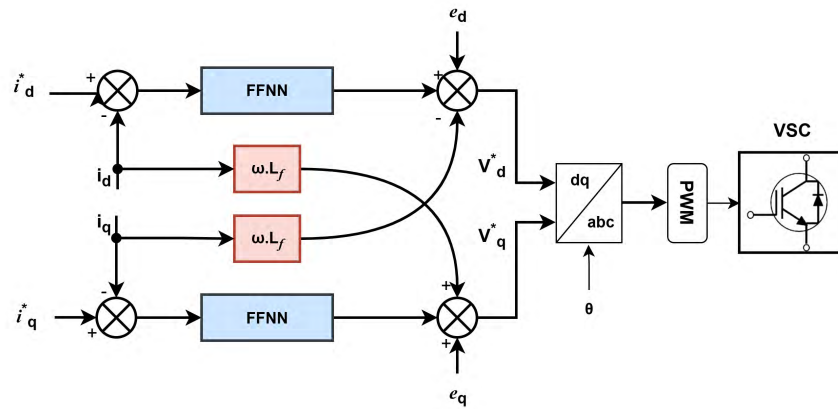 e_d
i*_d
+
-
FFNN
+
+
-
i_d
ω.L_f
V*_d
dq
abc
PWM
VSC
i_q
ω.L_f
V*_q
θ
i*_q
-
+
FFNN
+
+
+
e_q